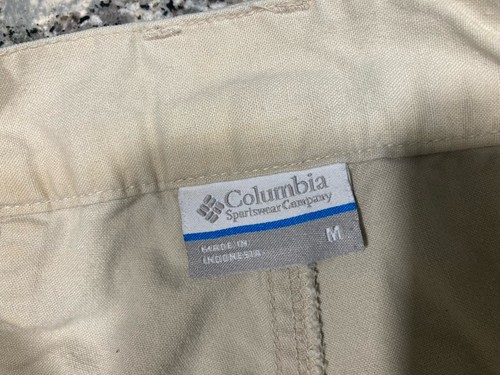 Columbia
Sportswear Company
MADE IN
INDONESIA
M